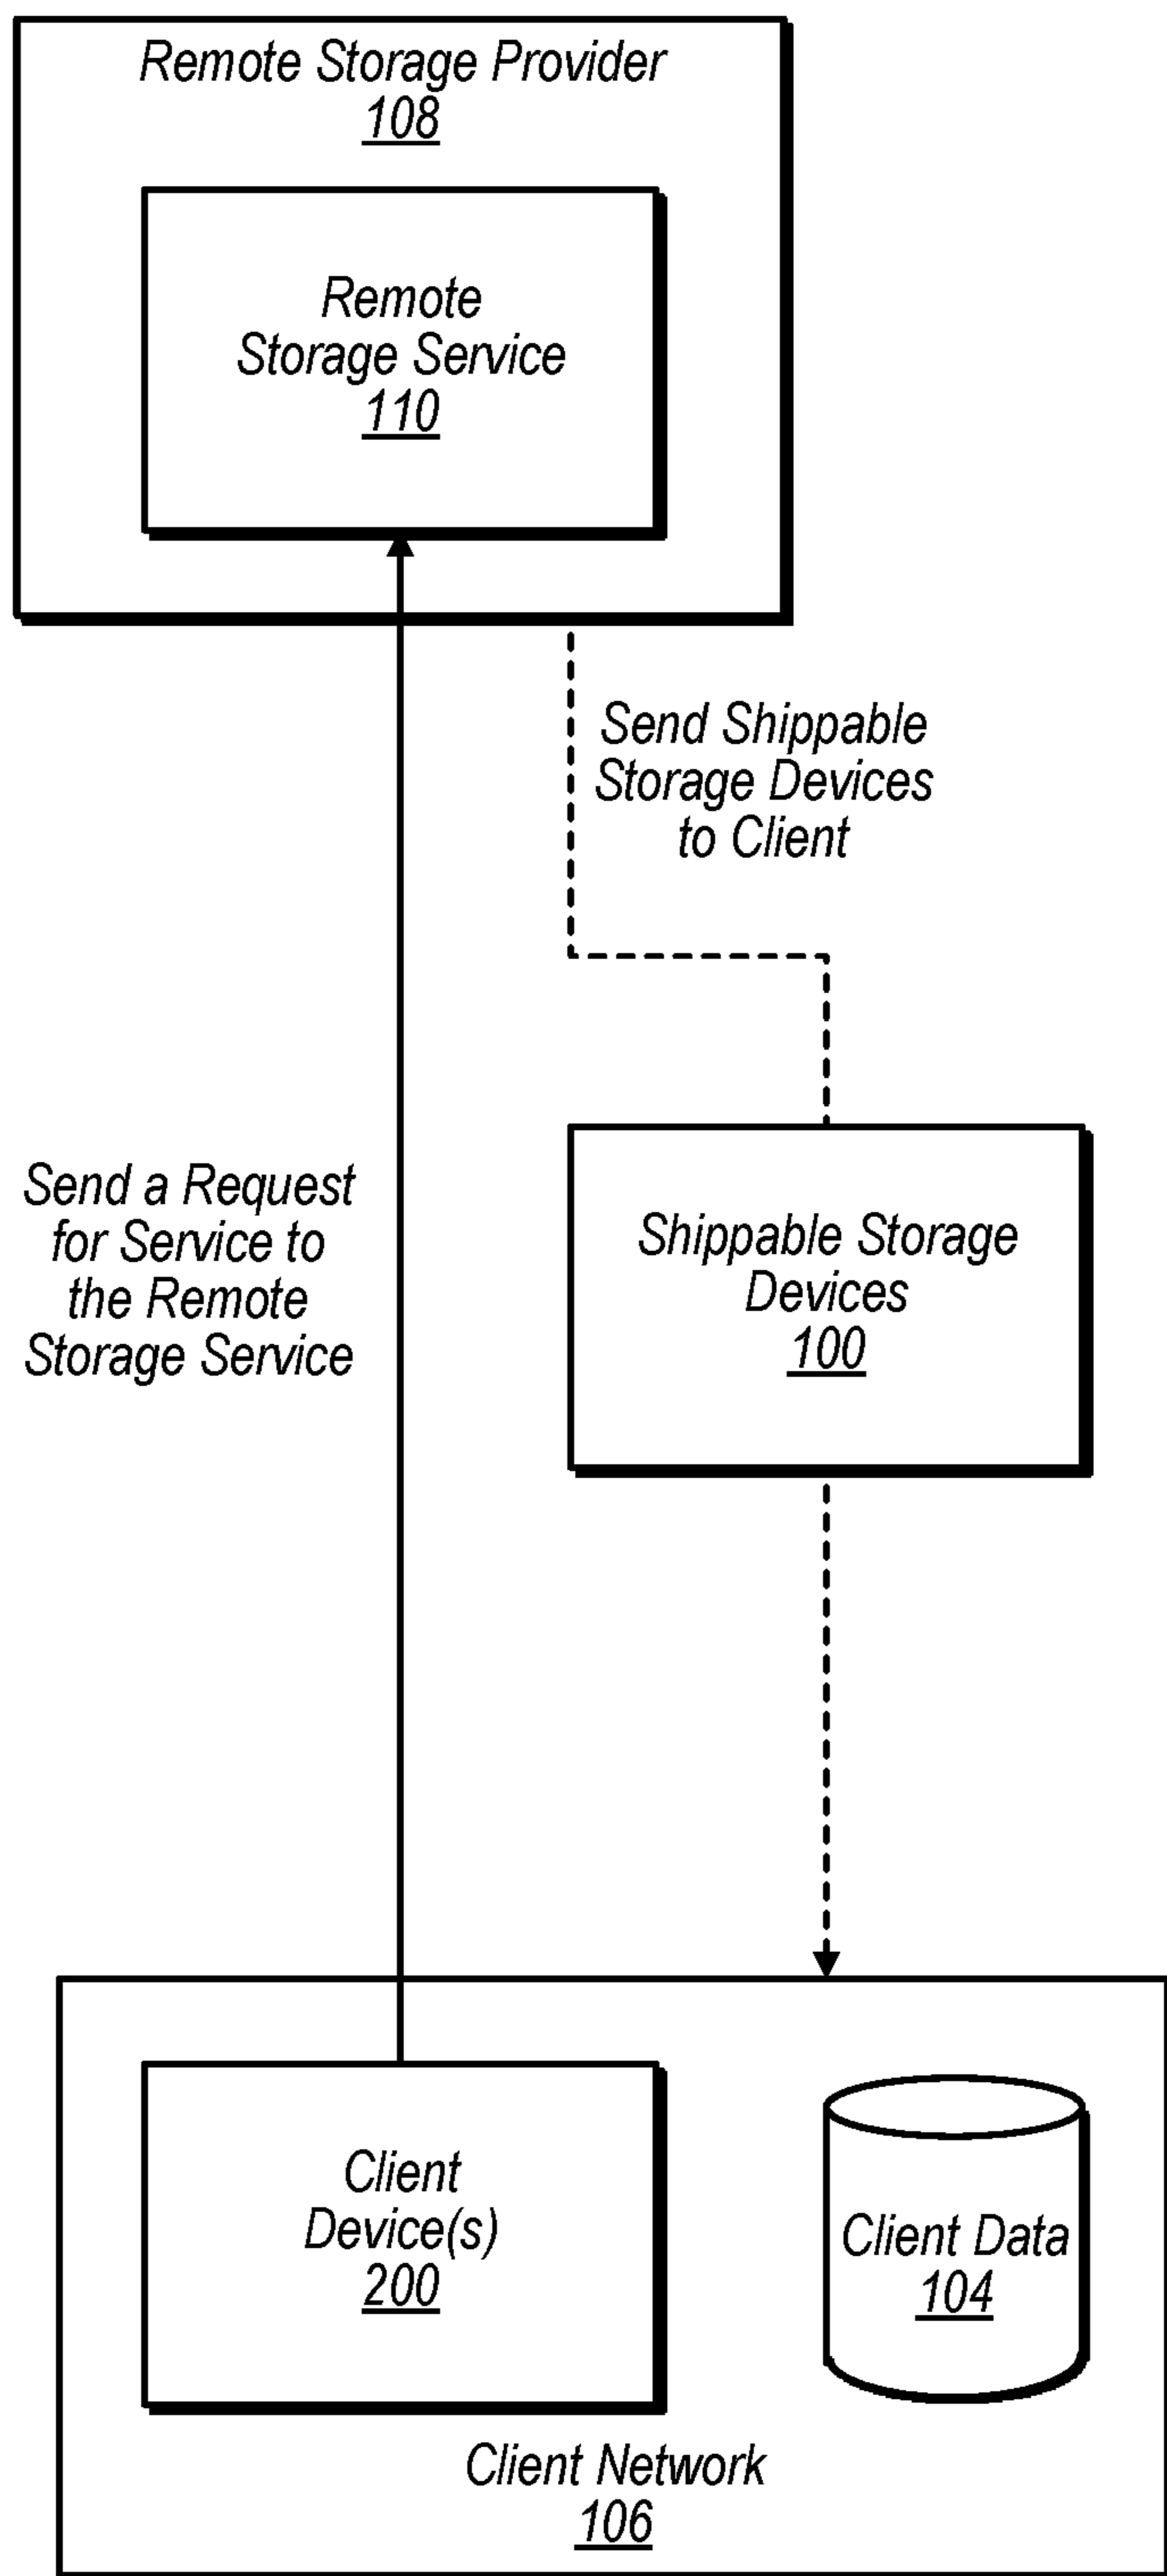 Remote Storage Provider
108
Remote
Storage Service
110
Send Shippable
Storage Devices
to Client
Send a Request
for Service to
the Remote
Storage Service
Shippable Storage
Devices
100
Client
Device(s)
200
Client Data
104
Client Network
106